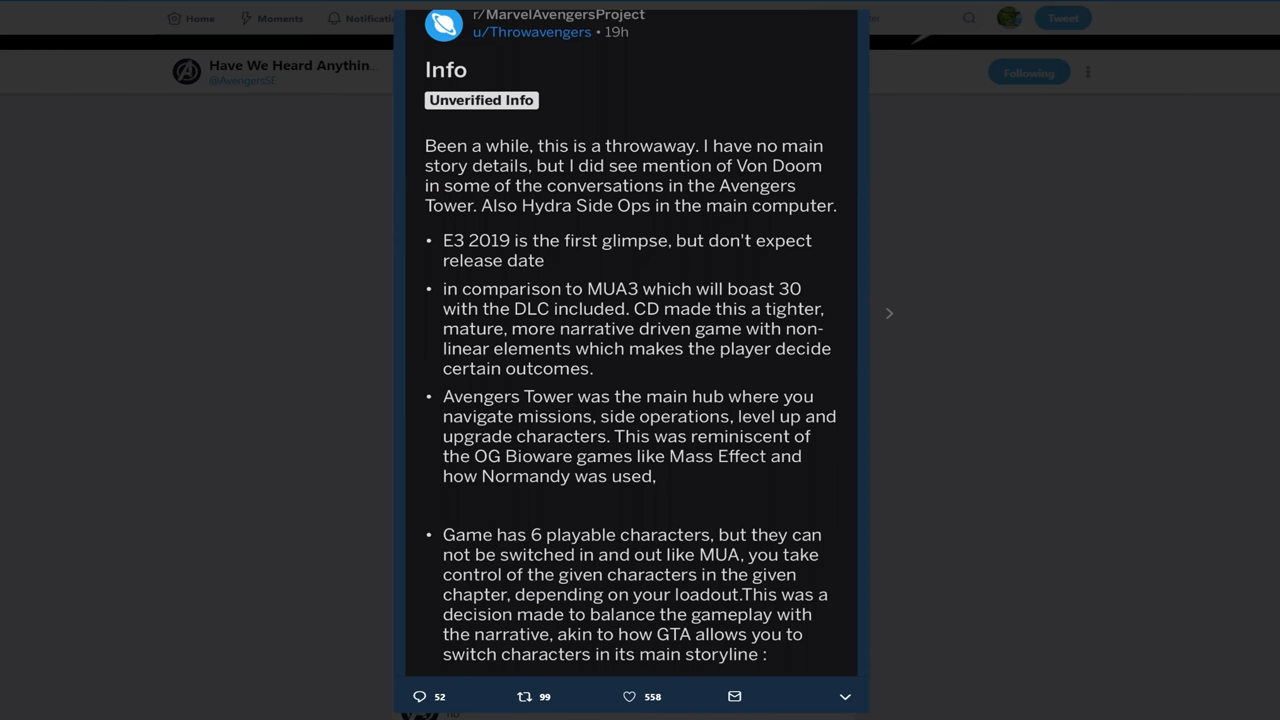 Home
Moments
Notificati
Tweet
r/MarvelAvengersProject
u/Throwavengers • 19h
Have We Heard Anythin...
@AvengersSE
Following
Info
Unverified Info
Been a while, this is a throwaway. I have no main
story details, but I did see mention of Von Doom
in some of the conversations in the Avengers
Tower. Also Hydra Side Ops in the main computer.
• E3 2019 is the first glimpse, but don't expect
release date
• in comparison to MUA3 which will boast 30
with the DLC included. CD made this a tighter,
mature, more narrative driven game with non-
linear elements which makes the player decide
certain outcomes.
• Avengers Tower was the main hub where you
navigate missions, side operations, level up and
upgrade characters. This was reminiscent of
the OG Bioware games like Mass Effect and
how Normandy was used,
• Game has 6 playable characters, but they can
not be switched in and out like MUA, you take
control of the given characters in the given
chapter, depending on your loadout.This was a
decision made to balance the gameplay with
the narrative, akin to how GTA allows you to
switch characters in its main storyline :
52
99
558